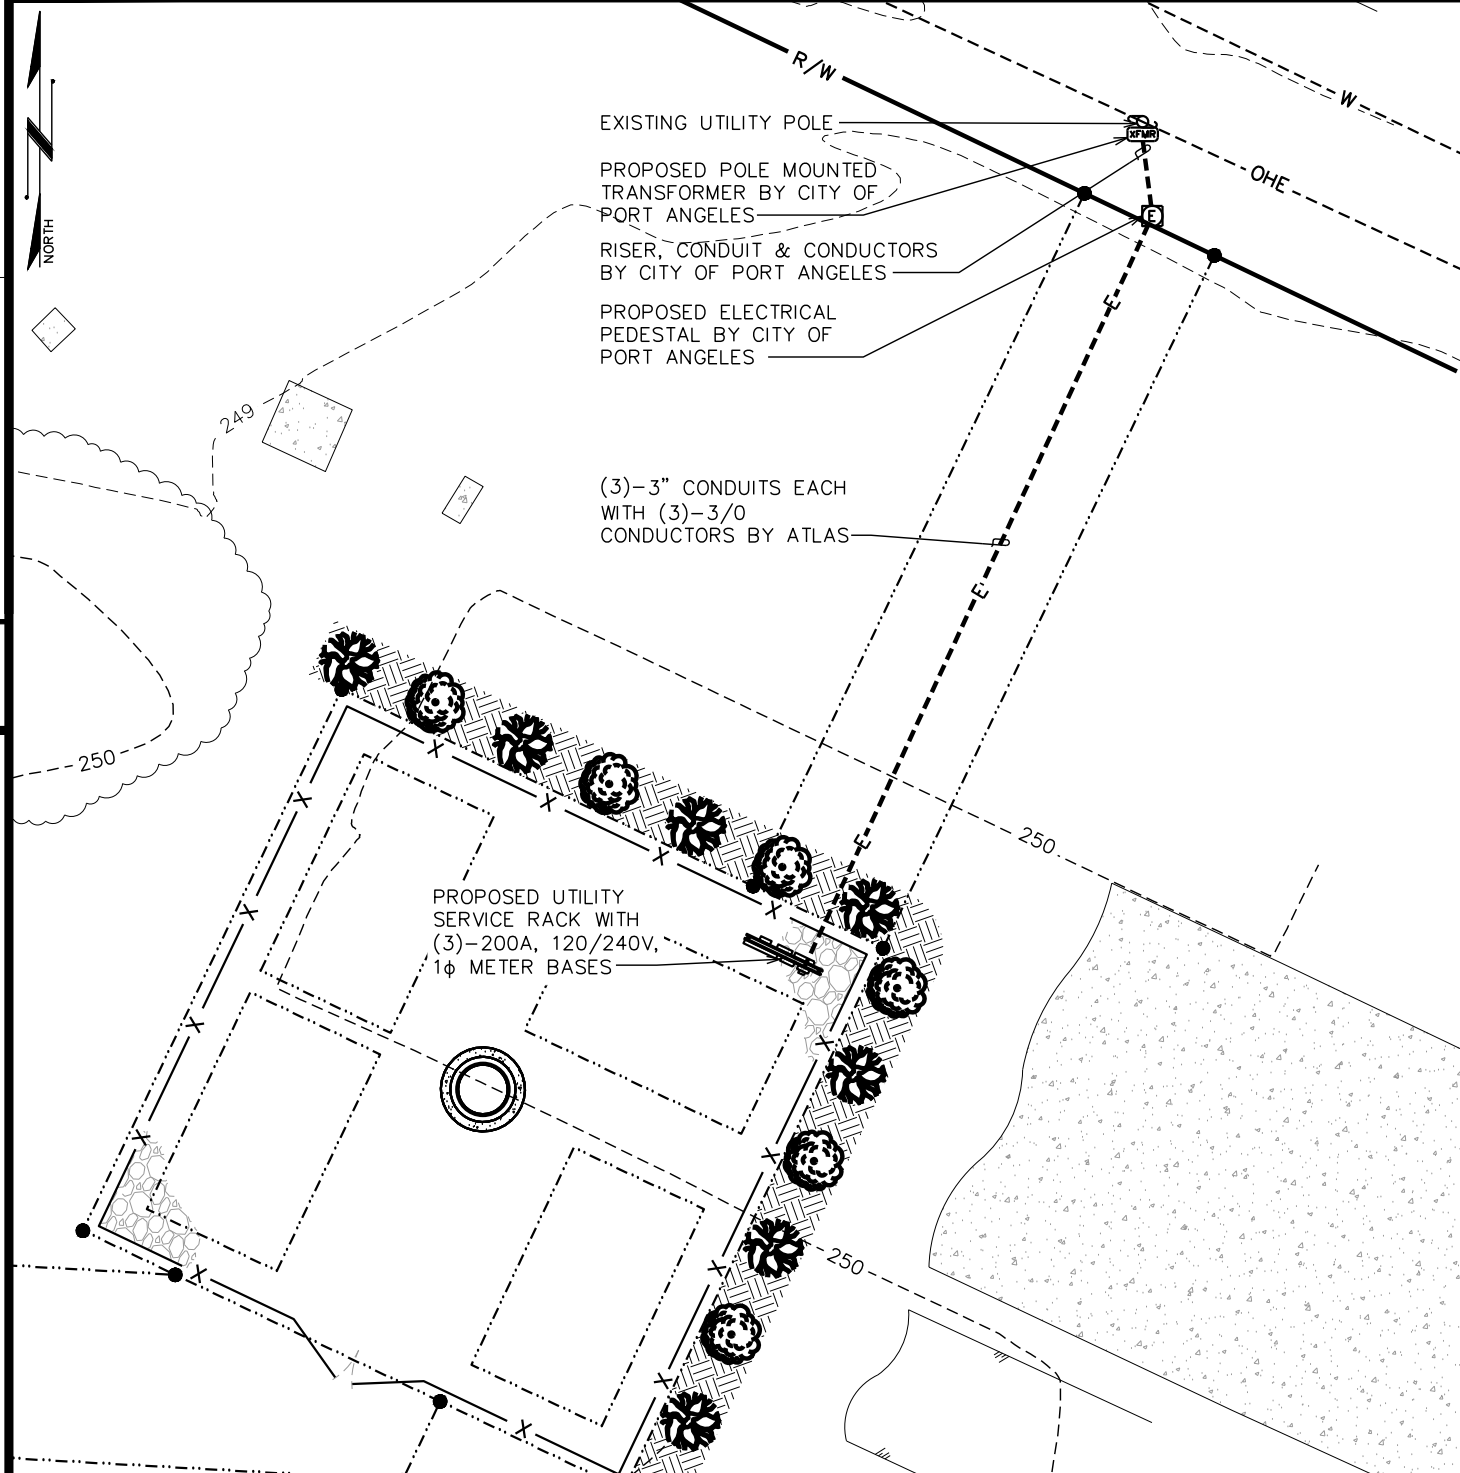 R/W
W
EXISTING UTILITY POLE
XFMR
PROPOSED POLE MOUNTED
TRANSFORMER BY CITY OF
PORT ANGELES
OHE
E
NORTH
RISER, CONDUIT & CONDUCTORS
BY CITY OF PORT ANGELES
E
PROPOSED ELECTRICAL
PEDESTAL BY CITY OF
PORT ANGELES
249
(3)-3" CONDUITS EACH
WITH (3)-3/0
CONDUCTORS BY ATLAS
E
250
250
E
PROPOSED UTILITY
SERVICE RACK WITH
(3)-200A, 120/240V,
1ϕ METER BASES
X
X
X
X
X
X
X
X
X
X
X
X
X
X
250